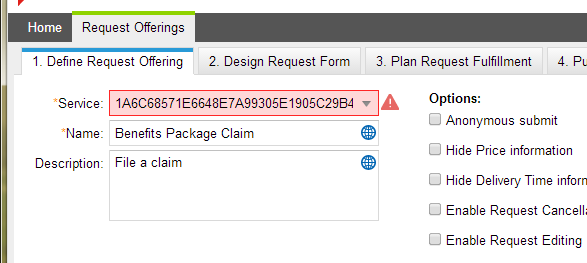 Home Request Offerings
1. Define Request Offering 2. Design Request Form 3. Plan Request Fulfillment 4. Pu
*Service: 1A6C68571E6648E7A99305E1905C29B4
Options:
Anonymous submit
*Name: Benefits Package Claim
Hide Price information
Description: File a claim
Hide Delivery Time inforn
Enable Request Cancella
Enable Request Editing